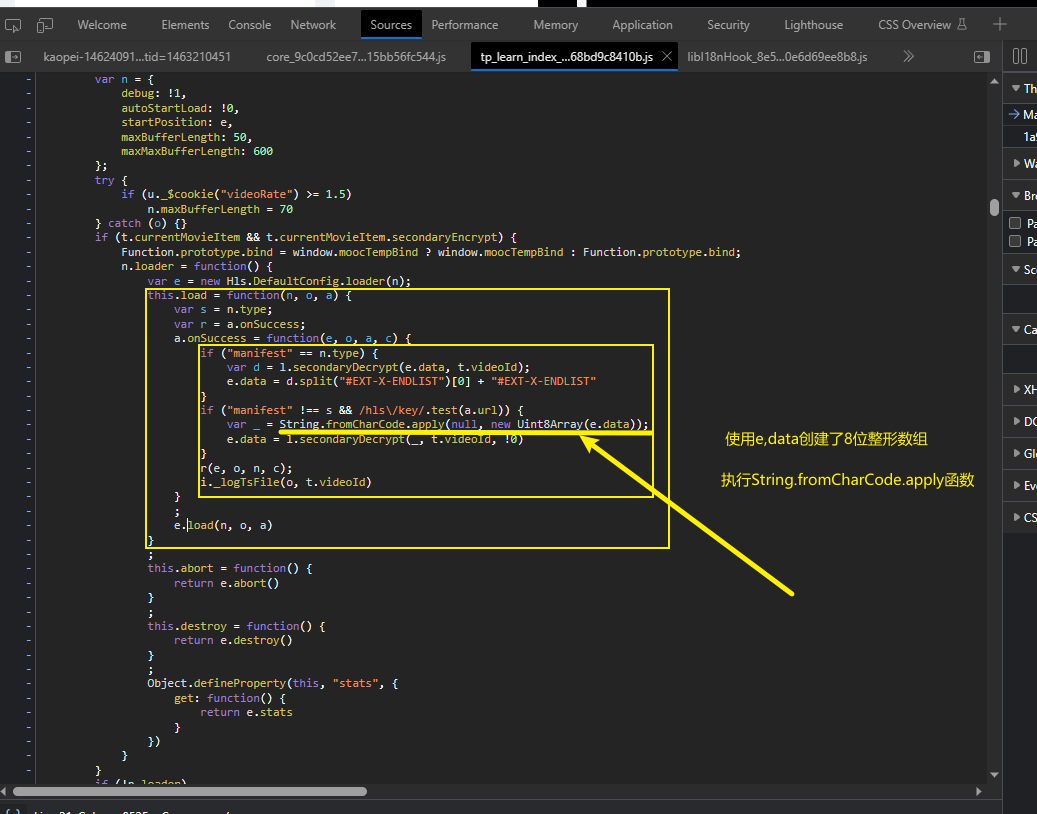 Welcome Elements Console Network Sources Performance Memory Application Security Lighthouse CSS Overview
kaopei-14624091...tid=1463210451 core_9c0cd52ee7...15bb56fc544.js tp_learn_index_...68bd9c8410b.js libI18nHook_8e5...0e6d69ee8b8.js
var n = {
debug: !1,
autoStartLoad: !0,
startPosition: e,
maxBufferLength: 50,
maxMaxBufferLength: 600
};
try {
if (u._$cookie("videoRate") >= 1.5)
n.maxBufferLength = 70
} catch (o) {}
if (t.currentMovieItem && t.currentMovieItem.secondaryEncrypt) {
Function.prototype.bind = window.moocTempBind ? window.moocTempBind : Function.prototype.bind;
n.loader = function() {
var e = new Hls.DefaultConfig.loader(n);
this.load = function(n, o, a) {
var s = n.type;
var r = a.onSuccess;
a.onSuccess = function(e, o, a, c) {
if ("manifest" == n.type) {
var d = l.secondaryDecrypt(e.data, t.videoId);
e.data = d.split("#EXT-X-ENDLIST")[0] + "#EXT-X-ENDLIST"
}
if ("manifest" !== s && /hls\/key/.test(a.url)) {
var _ = String.fromCharCode.apply(null, new Uint8Array(e.data));
e.data = l.secondaryDecrypt(_, t.videoId, !0)
}
r(e, o, n, c);
i._logTsFile(o, t.videoId)
}
;
e.load(n, o, a)
}
;
this.abort = function() {
return e.abort()
}
;
this.destroy = function() {
return e.destroy()
}
;
Object.defineProperty(this, "stats", {
get: function() {
return e.stats
}
})
}
}
使用e,data创建了8位整形数组
执行String.fromCharCode.apply函数
Th
Ma
1a
Wa
Bre
Pa
Pa
Sco
Ca
XH
DO
Glo
Eve
CS